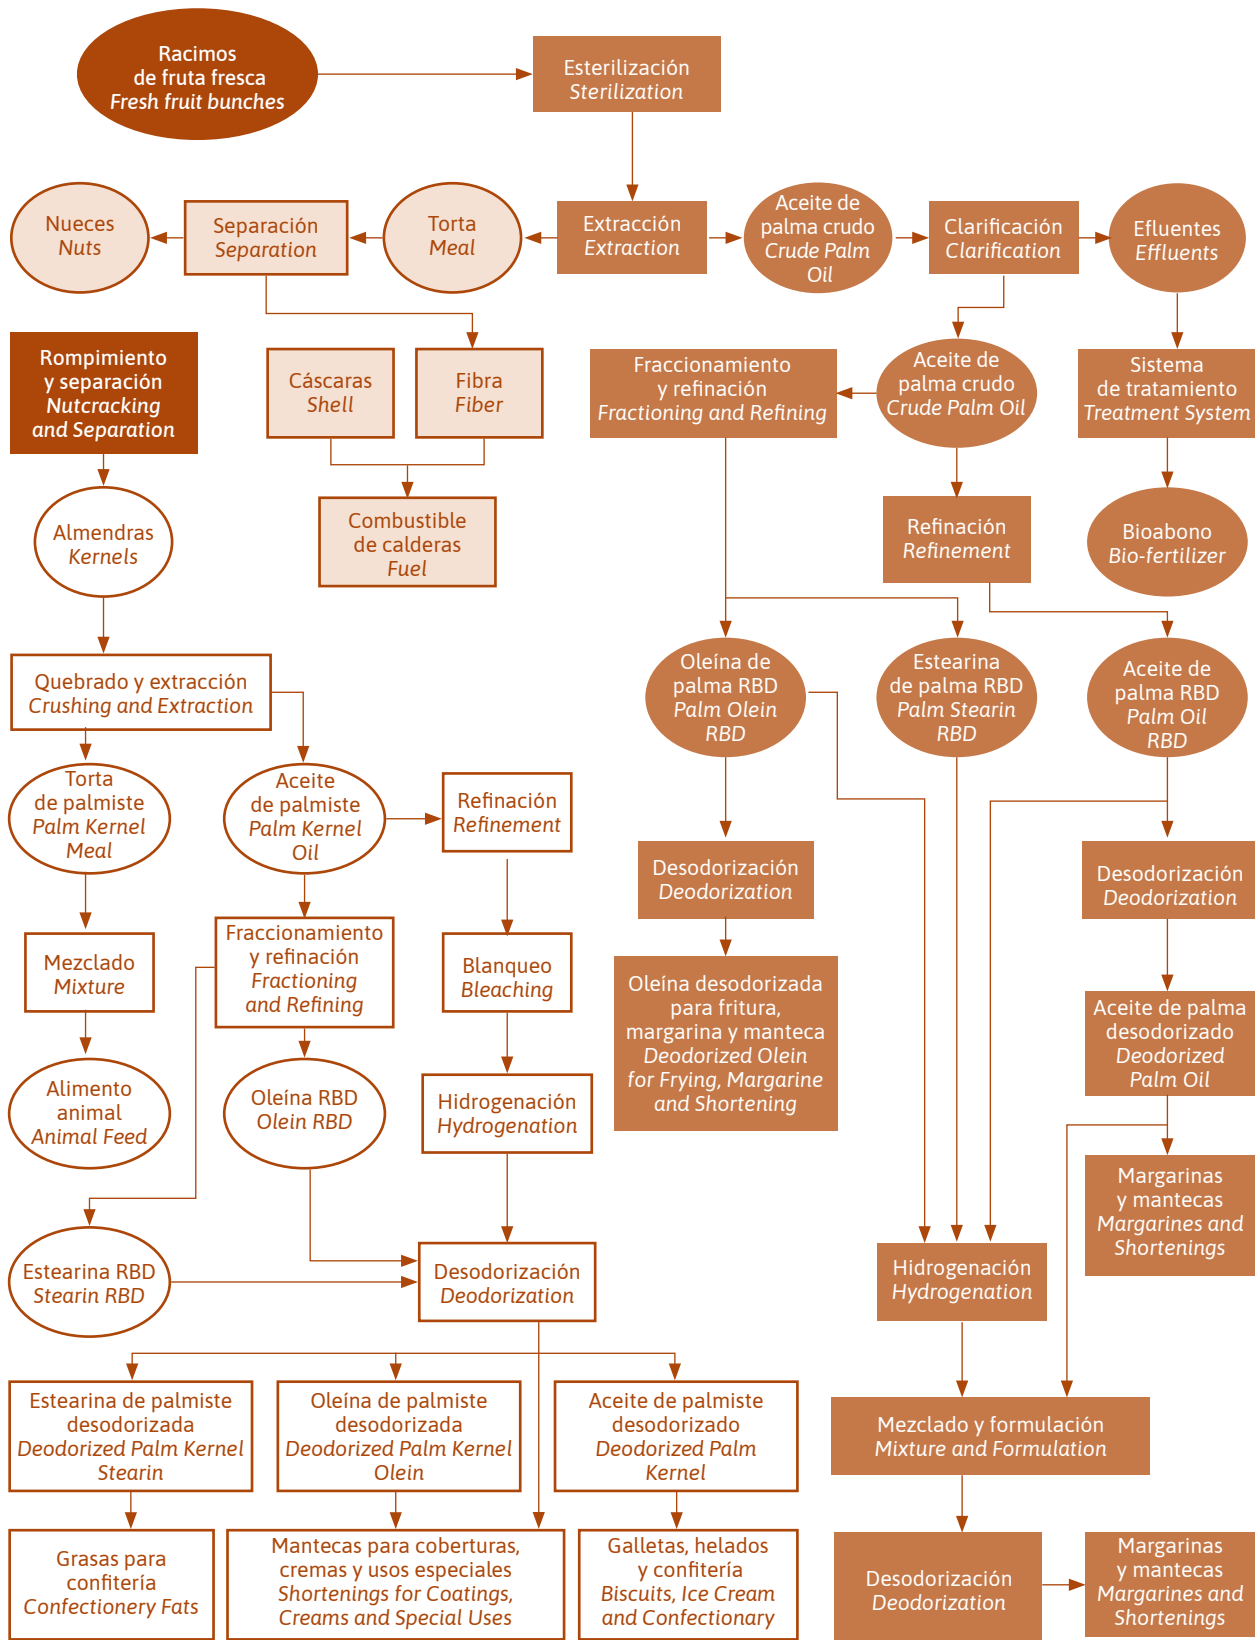 Racimos
de fruta fresca
Fresh fruit bunches
Esterilización
Sterilization
Nueces
Nuts
Separación
Separation
Torta
Meal
Extracción
Extraction
Aceite de
palma crudo
Crude Palm
Oil
Clarificación
Clarification
Efluentes
Effluents
Rompimiento
y separación
Nutcracking
and Separation
Cáscaras
Shell
Fibra
Fiber
Fraccionamiento
y refinación
Fractioning and Refining
Aceite de
palma crudo
Crude Palm Oil
Sistema
de tratamiento
Treatment System
Almendras
Kernels
Combustible
de calderas
Fuel
Refinación
Refinement
Bioabono
Bio-fertilizer
Quebrado y extracción
Crushing and Extraction
Oleína de
palma RBD
Palm Olein
RBD
Estearina
de palma RBD
Palm Stearin
RBD
Aceite de
palma RBD
Palm Oil
RBD
Torta
de palmiste
Palm Kernel
Meal
Aceite
de palmiste
Palm Kernel
Oil
Refinación
Refinement
Desodorización
Deodorization
Desodorización
Deodorization
Mezclado
Mixture
Fraccionamiento
y refinación
Fractioning
and Refining
Blanqueo
Bleaching
Oleína desodorizada
para fritura,
margarina y manteca
Deodorized Olein
for Frying, Margarine
and Shortening
Aceite de palma
desodorizado
Deodorized
Palm Oil
Alimento
animal
Animal Feed
Oleína RBD
Olein RBD
Hidrogenación
Hydrogenation
Margarinas
y mantecas
Margarines and
Shortenings
Estearina RBD
Stearin RBD
Desodorización
Deodorization
Hidrogenación
Hydrogenation
Estearina de palmiste
desodorizada
Deodorized Palm Kernel
Stearin
Oleína de palmiste
desodorizada
Deodorized Palm Kernel
Olein
Aceite de palmiste
desodorizado
Deodorized Palm
Kernel
Mezclado y formulación
Mixture and Formulation
Grasas para
confitería
Confectionery Fats
Mantecas para coberturas,
cremas y usos especiales
Shortenings for Coatings,
Creams and Special Uses
Galletas, helados
y confitería
Biscuits, Ice Cream
and Confectionary
Desodorización
Deodorization
Margarinas
y mantecas
Margarines and
Shortenings